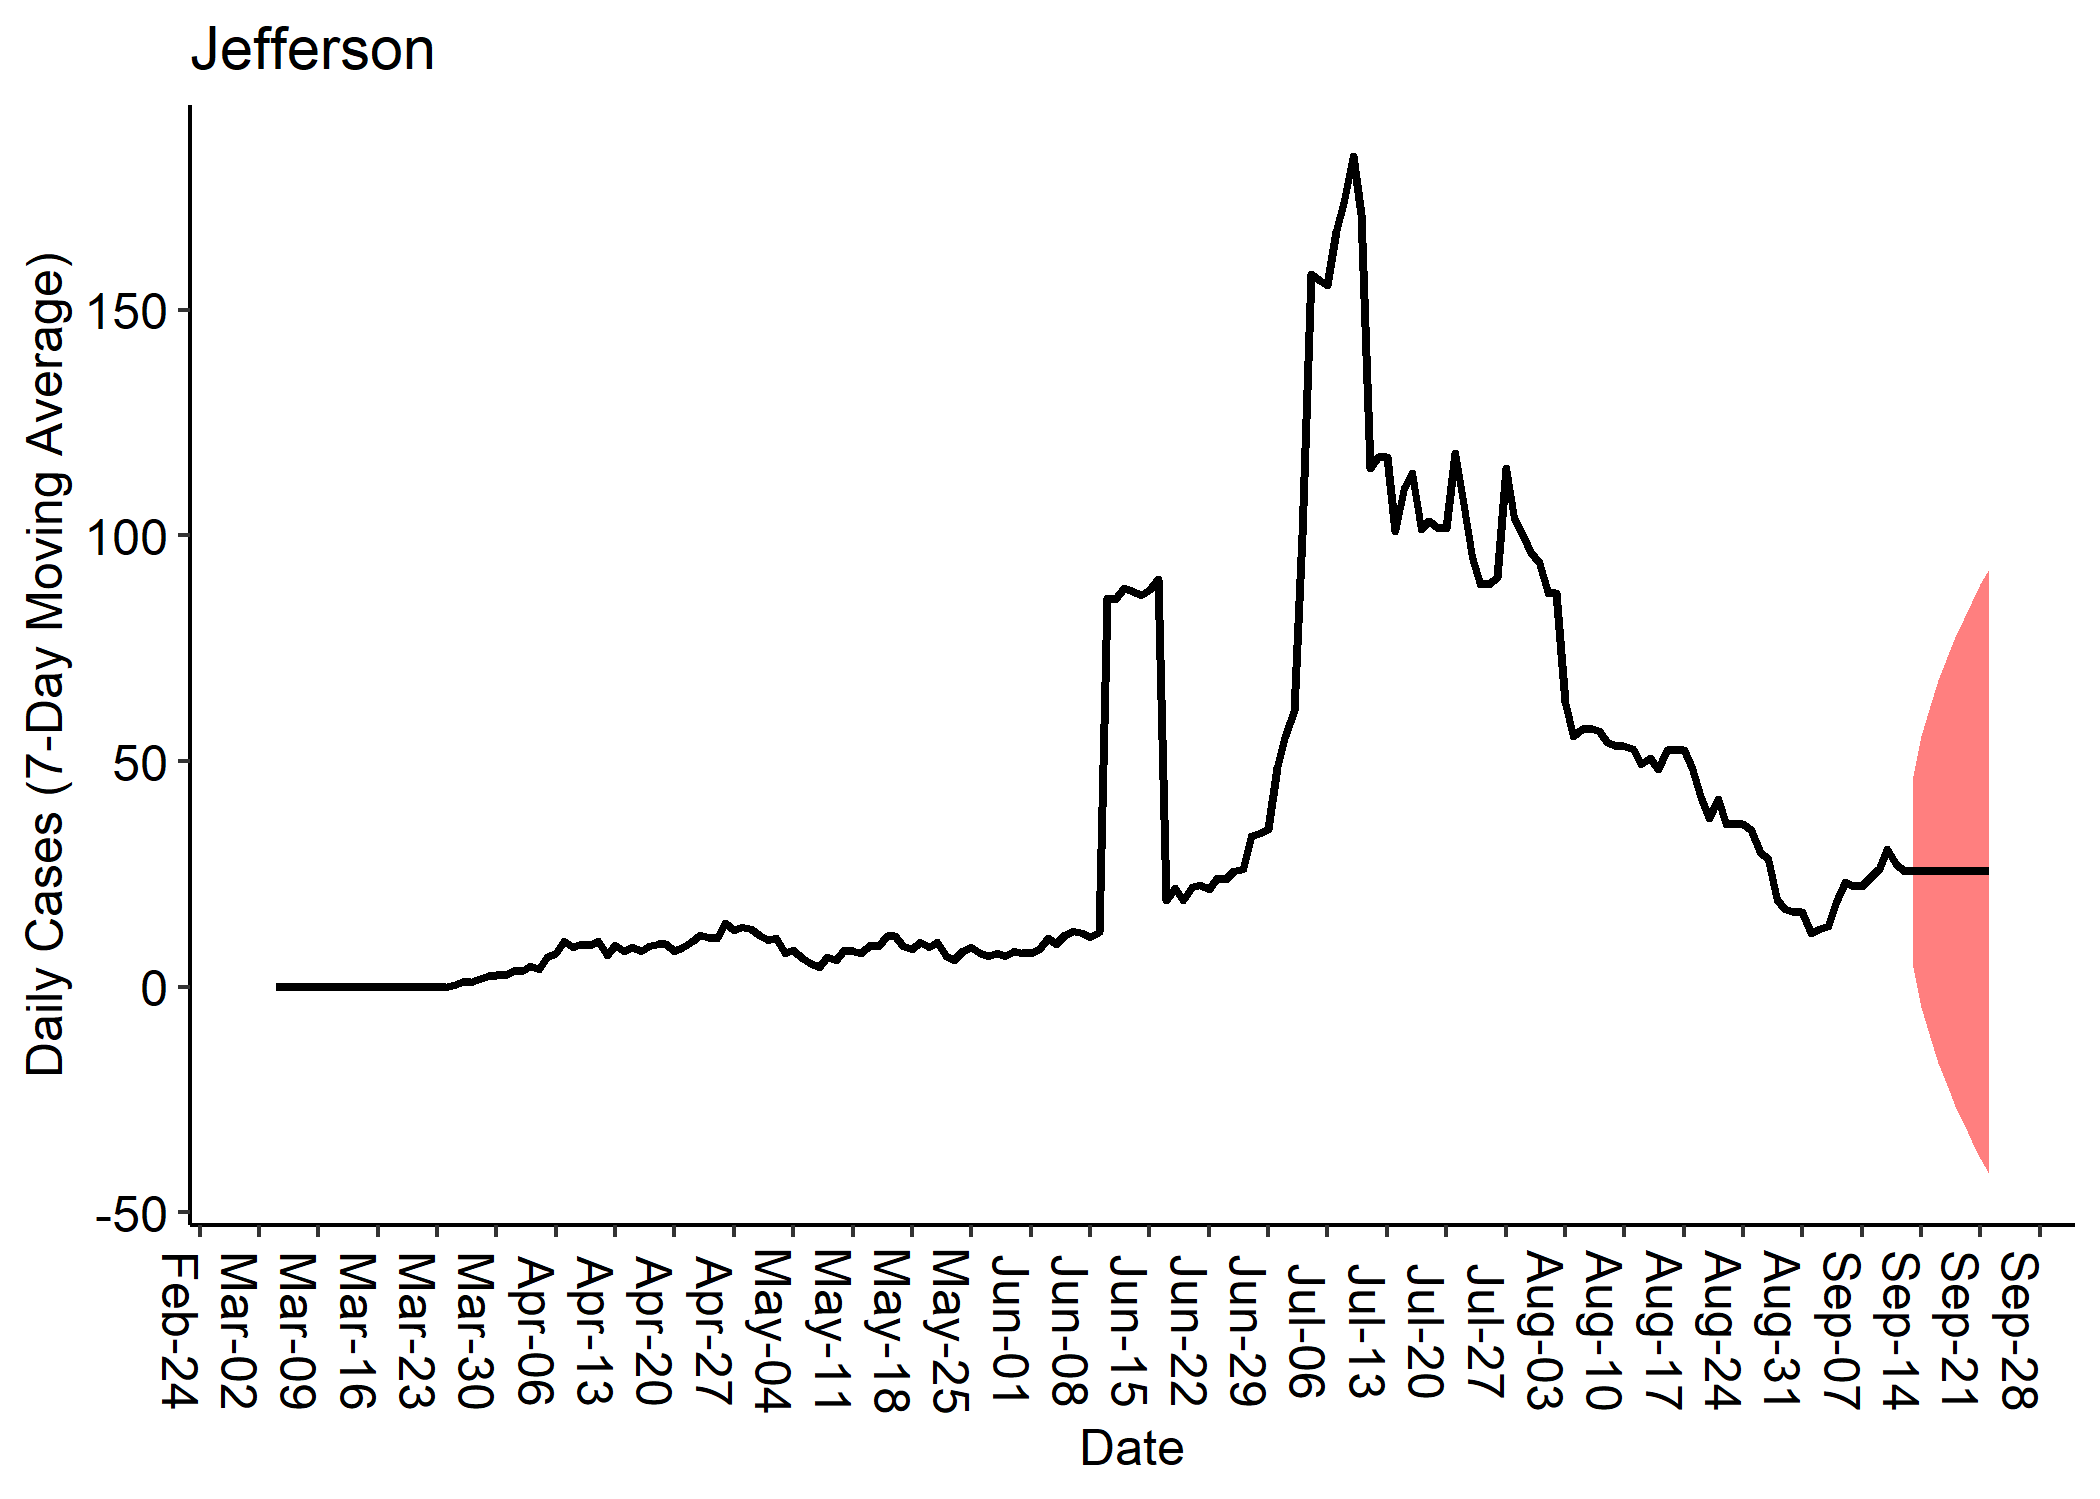 Jefferson
Daily Cases (7-Day Moving Average)
150
100
50
0
-50
Feb-24
Mar-02
Mar-09
Mar-16
Mar-23
Mar-30
Apr-06
Apr-13
Apr-20
Apr-27
May-04
May-11
May-18
May-25
Jun-01
Jun-08
Jun-15
Jun-22
Jun-29
Jul-06
Jul-13
Jul-20
Jul-27
Aug-03
Aug-10
Aug-17
Aug-24
Aug-31
Sep-07
Sep-14
Sep-21
Sep-28
Date